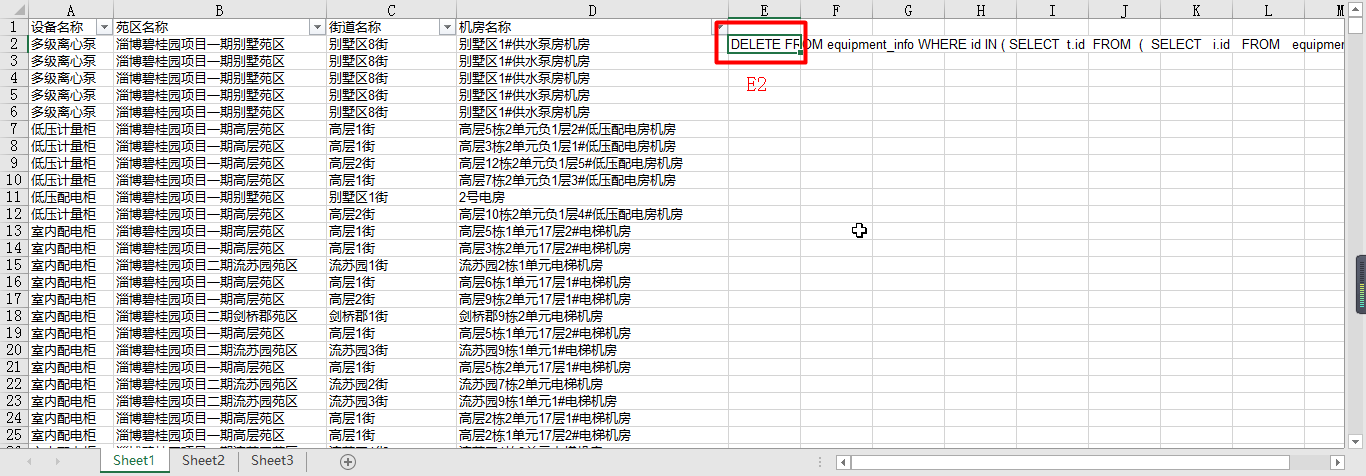 A B C D E F G H I J K L M
1 设备名称 苑区名称 街道名称 机房名称
2 多级离心泵 淄博碧桂园项目一期别墅苑区 别墅区8街 别墅区1#供水泵房机房 DELETE FROM equipment_info WHERE id IN ( SELECT t.id FROM ( SELECT i.id FROM equipmen
3 多级离心泵 淄博碧桂园项目一期别墅苑区 别墅区8街 别墅区1#供水泵房机房
E2
4 多级离心泵 淄博碧桂园项目一期别墅苑区 别墅区8街 别墅区1#供水泵房机房
5 多级离心泵 淄博碧桂园项目一期别墅苑区 别墅区8街 别墅区1#供水泵房机房
6 多级离心泵 淄博碧桂园项目一期别墅苑区 别墅区8街 别墅区1#供水泵房机房
7 低压计量柜 淄博碧桂园项目一期高层苑区 高层1街 高层5栋2单元负1层2#低压配电房机房
8 低压计量柜 淄博碧桂园项目一期高层苑区 高层1街 高层3栋2单元负1层1#低压配电房机房
9 低压计量柜 淄博碧桂园项目一期高层苑区 高层2街 高层12栋2单元负1层5#低压配电房机房
10 低压计量柜 淄博碧桂园项目一期高层苑区 高层1街 高层7栋2单元负1层3#低压配电房机房
11 低压配电柜 淄博碧桂园项目一期别墅苑区 别墅区1街 2号电房
12 低压计量柜 淄博碧桂园项目一期高层苑区 高层2街 高层10栋2单元负1层4#低压配电房机房
13 室内配电柜 淄博碧桂园项目一期高层苑区 高层1街 高层5栋1单元17层2#电梯机房
14 室内配电柜 淄博碧桂园项目一期高层苑区 高层1街 高层3栋2单元17层2#电梯机房
15 室内配电柜 淄博碧桂园项目二期流苏园苑区 流苏园1街 流苏园2栋1单元电梯机房
16 室内配电柜 淄博碧桂园项目一期高层苑区 高层1街 高层6栋1单元17层1#电梯机房
17 室内配电柜 淄博碧桂园项目一期高层苑区 高层2街 高层9栋2单元17层1#电梯机房
18 室内配电柜 淄博碧桂园项目二期剑桥郡苑区 剑桥郡1街 剑桥郡9栋2单元电梯机房
19 室内配电柜 淄博碧桂园项目一期高层苑区 高层1街 高层5栋1单元17层2#电梯机房
20 室内配电柜 淄博碧桂园项目二期流苏园苑区 流苏园3街 流苏园9栋1单元1#电梯机房
21 室内配电柜 淄博碧桂园项目一期高层苑区 高层1街 高层5栋2单元17层1#电梯机房
22 室内配电柜 淄博碧桂园项目二期流苏园苑区 流苏园2街 流苏园7栋2单元电梯机房
23 室内配电柜 淄博碧桂园项目二期流苏园苑区 流苏园3街 流苏园9栋1单元1#电梯机房
24 室内配电柜 淄博碧桂园项目一期高层苑区 高层1街 高层2栋2单元17层1#电梯机房
25 室内配电柜 淄博碧桂园项目一期高层苑区 高层1街 高层2栋1单元17层2#电梯机房
Sheet1 Sheet2 Sheet3